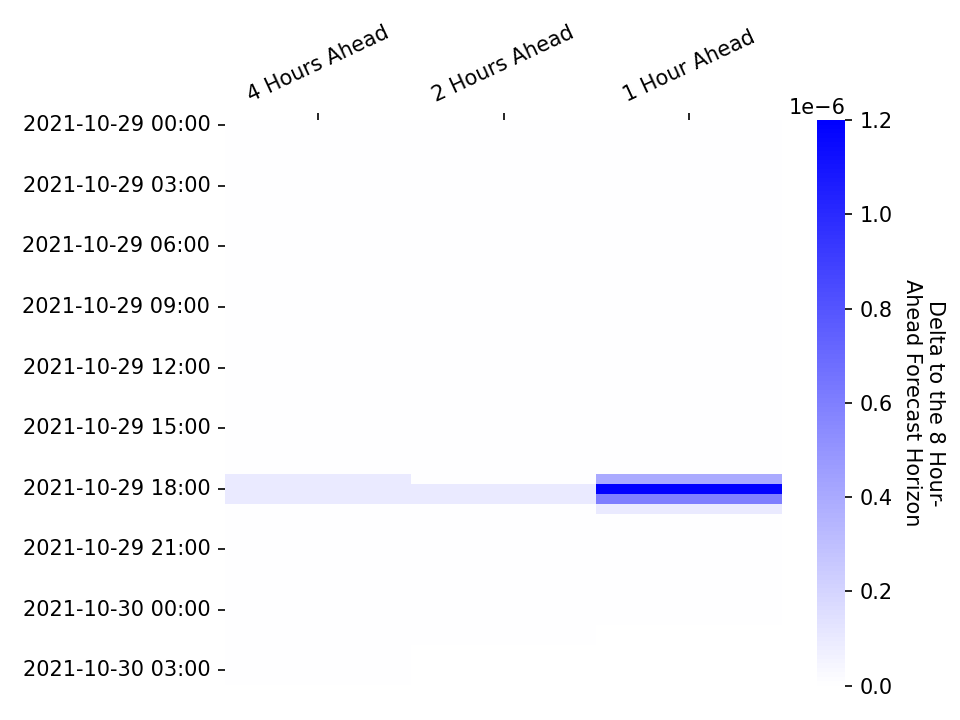 4 Hours Ahead
2 Hours Ahead
1 Hour Ahead
1e−6
2021-10-29 00:00
2021-10-29 03:00
2021-10-29 06:00
2021-10-29 09:00
2021-10-29 12:00
2021-10-29 15:00
2021-10-29 18:00
2021-10-29 21:00
2021-10-30 00:00
2021-10-30 03:00
1.2
1.0
0.8
0.6
0.4
0.2
0.0
Delta to the 8 Hour-
Ahead Forecast Horizon